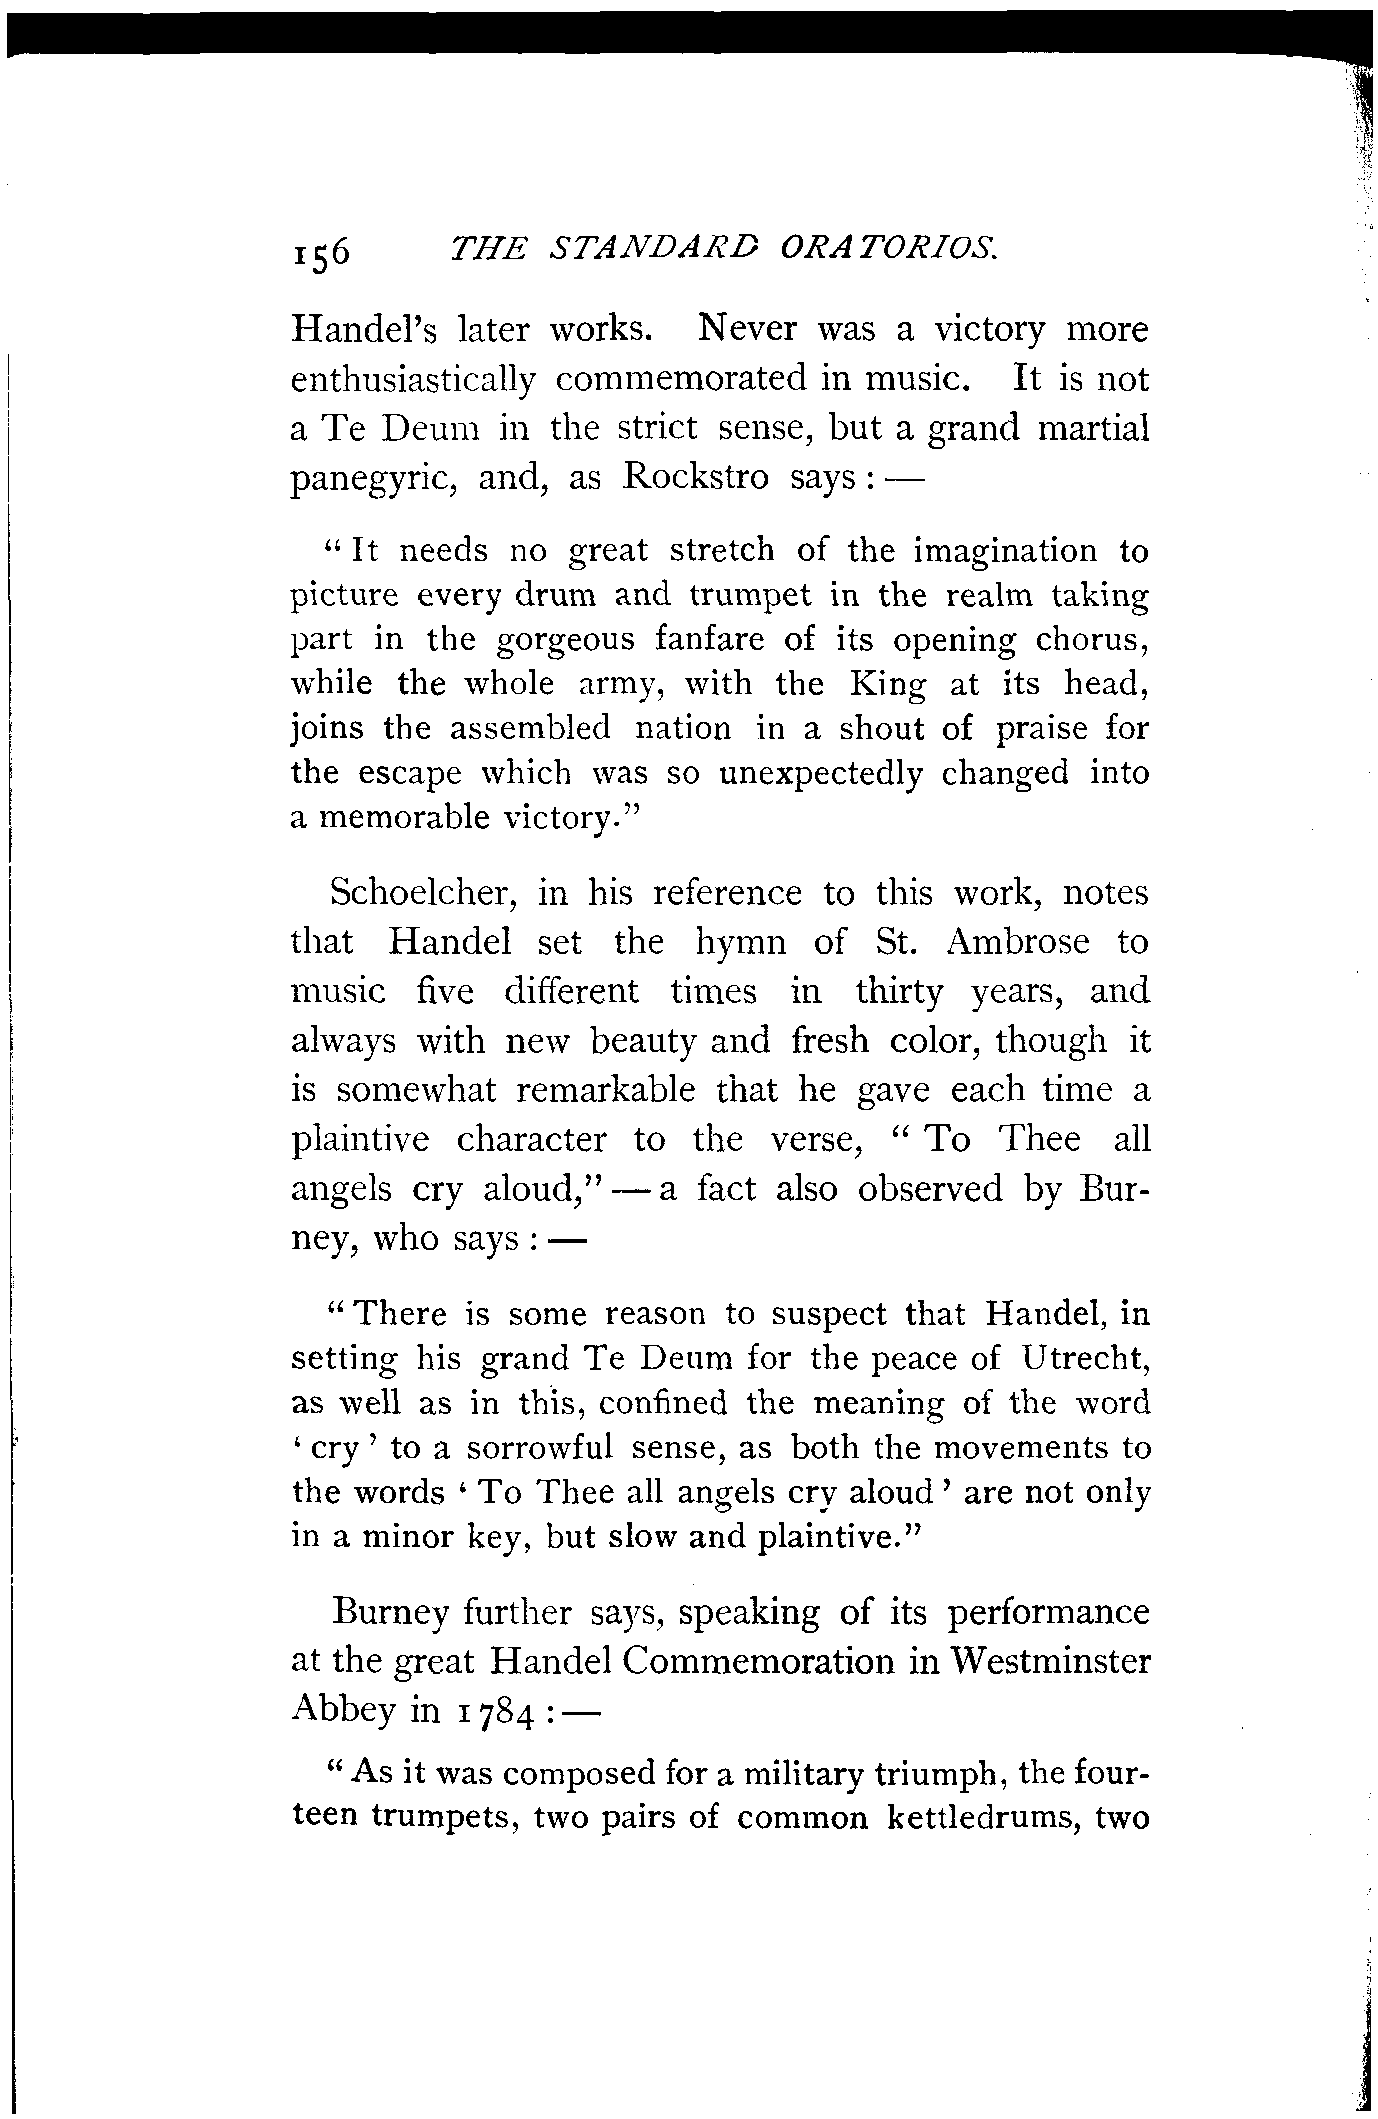 156 THE STANDARD ORATORIOS.
Handel's later works. Never was a victory more
enthusiastically commemorated in music. It is not
a Te Deum in the strict sense, but a grand martial
panegyric, and, as Rockstro says : —
“ It needs no great stretch of the imagination to
picture every drum and trumpet in the realm taking
part in the gorgeous fanfare of its opening chorus,
while the whole army, with the King at its head,
joins the assembled nation in a shout of praise for
the escape which was so unexpectedly changed into
a memorable victory.”
Schoelcher, in his reference to this work, notes
that Handel set the hymn of St. Ambrose to
music five different times in thirty years, and
always with new beauty and fresh color, though it
is somewhat remarkable that he gave each time a
plaintive character to the verse, “ To Thee all
angels cry aloud,” — a fact also observed by Bur-
ney, who says : —
“ There is some reason to suspect that Handel, in
setting his grand Te Deum for the peace of Utrecht,
as well as in this, confined the meaning of the word
‘ cry ’ to a sorrowful sense, as both the movements to
the words ‘ To Thee all angels cry aloud ’ are not only
in a minor key, but slow and plaintive.”
Burney further says, speaking of its performance
at the great Handel Commemoration in Westminster
Abbey in 1784 : —
“ As it was composed for a military triumph, the four-
teen trumpets, two pairs of common kettledrums, two